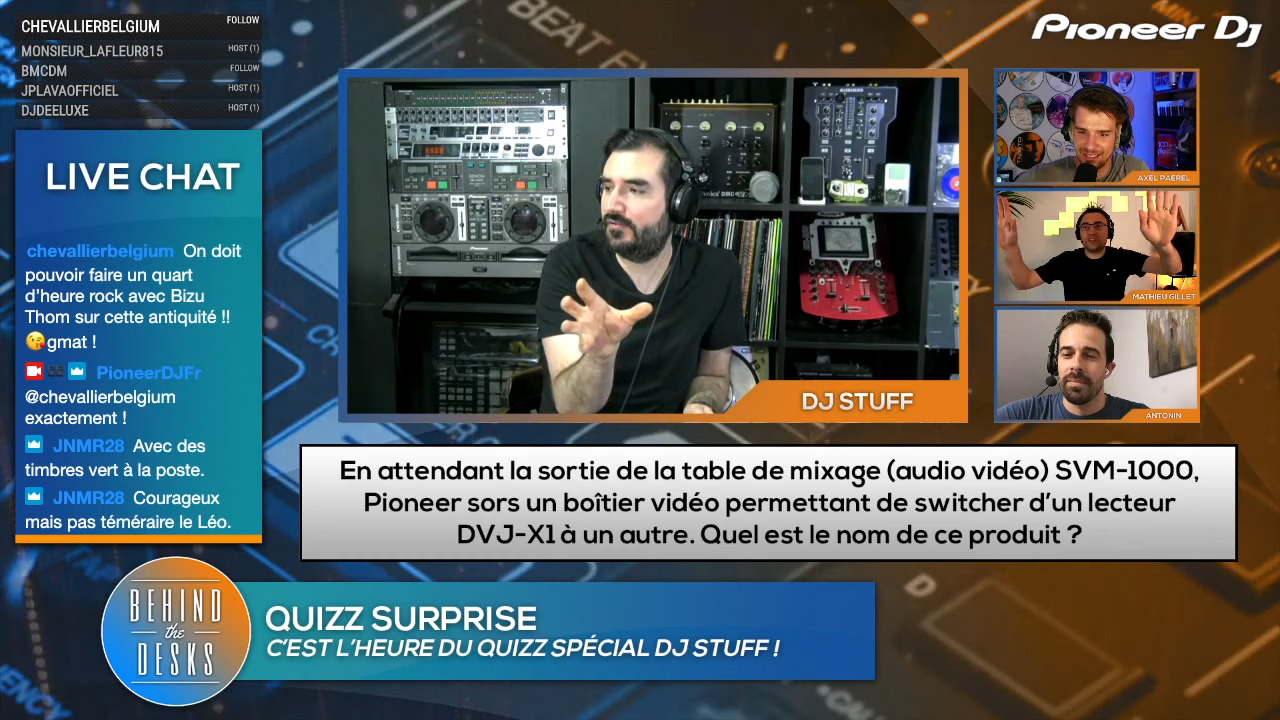 CHEVALLIERBELGIUM FOLLOW
MONSIEUR_LAFLEUR815 HOST (1)
BMCDM FOLLOW
JPLAVAOFFICIEL HOST (1)
DJDEELUXE HOST (1)
Pioneer Dj
LIVE CHAT
chevallierbelgium On doit
pouvoir faire un quart
d'heure rock avec Bizu
Thom sur cette antiquité !!
gmat !
PioneerDJFr
@chevallierbelgium
exactement !
JNMR28 Avec des
timbres vert à la poste.
JNMR28 Courageux
mais pas téméraire le Léo.
DJ STUFF
AXEL PAEREL
MATHIEU GILLET
ANTONIN
En attendant la sortie de la table de mixage (audio vidéo) SVM-1000,
Pioneer sors un boîtier vidéo permettant de switcher d'un lecteur
DVJ-X1 à un autre. Quel est le nom de ce produit ?
BEHIND
the
DESKS
QUIZZ SURPRISE
C'EST L'HEURE DU QUIZZ SPÉCIAL DJ STUFF !
BEAT EF
D